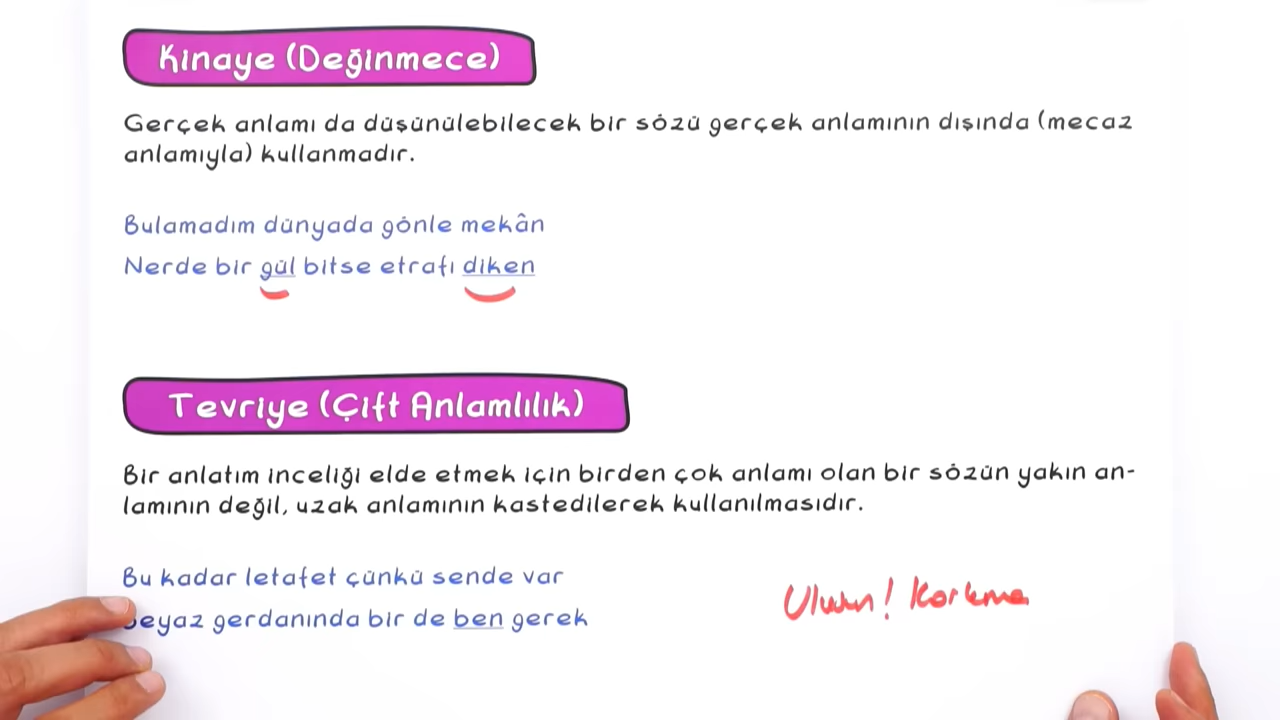 Kinaye (Değinmece)
Gerçek anlamı da düşünülebilecek bir sözü gerçek anlamının dışında (mecaz
anlamıyla) kullanmadır.
Bulamadım dünyada gönle mekân
Nerde bir gül bitse etrafı diken
Tevriye (Çift Anlamlılık)
Bir anlatım inceliği elde etmek için birden çok anlamı olan bir sözün yakın an-
lamının değil, uzak anlamının kastedilerek kullanılmasıdır.
Bu kadar letafet çünkü sende var
Beyaz gerdanında bir de ben gerek
Ulusun! Korkma